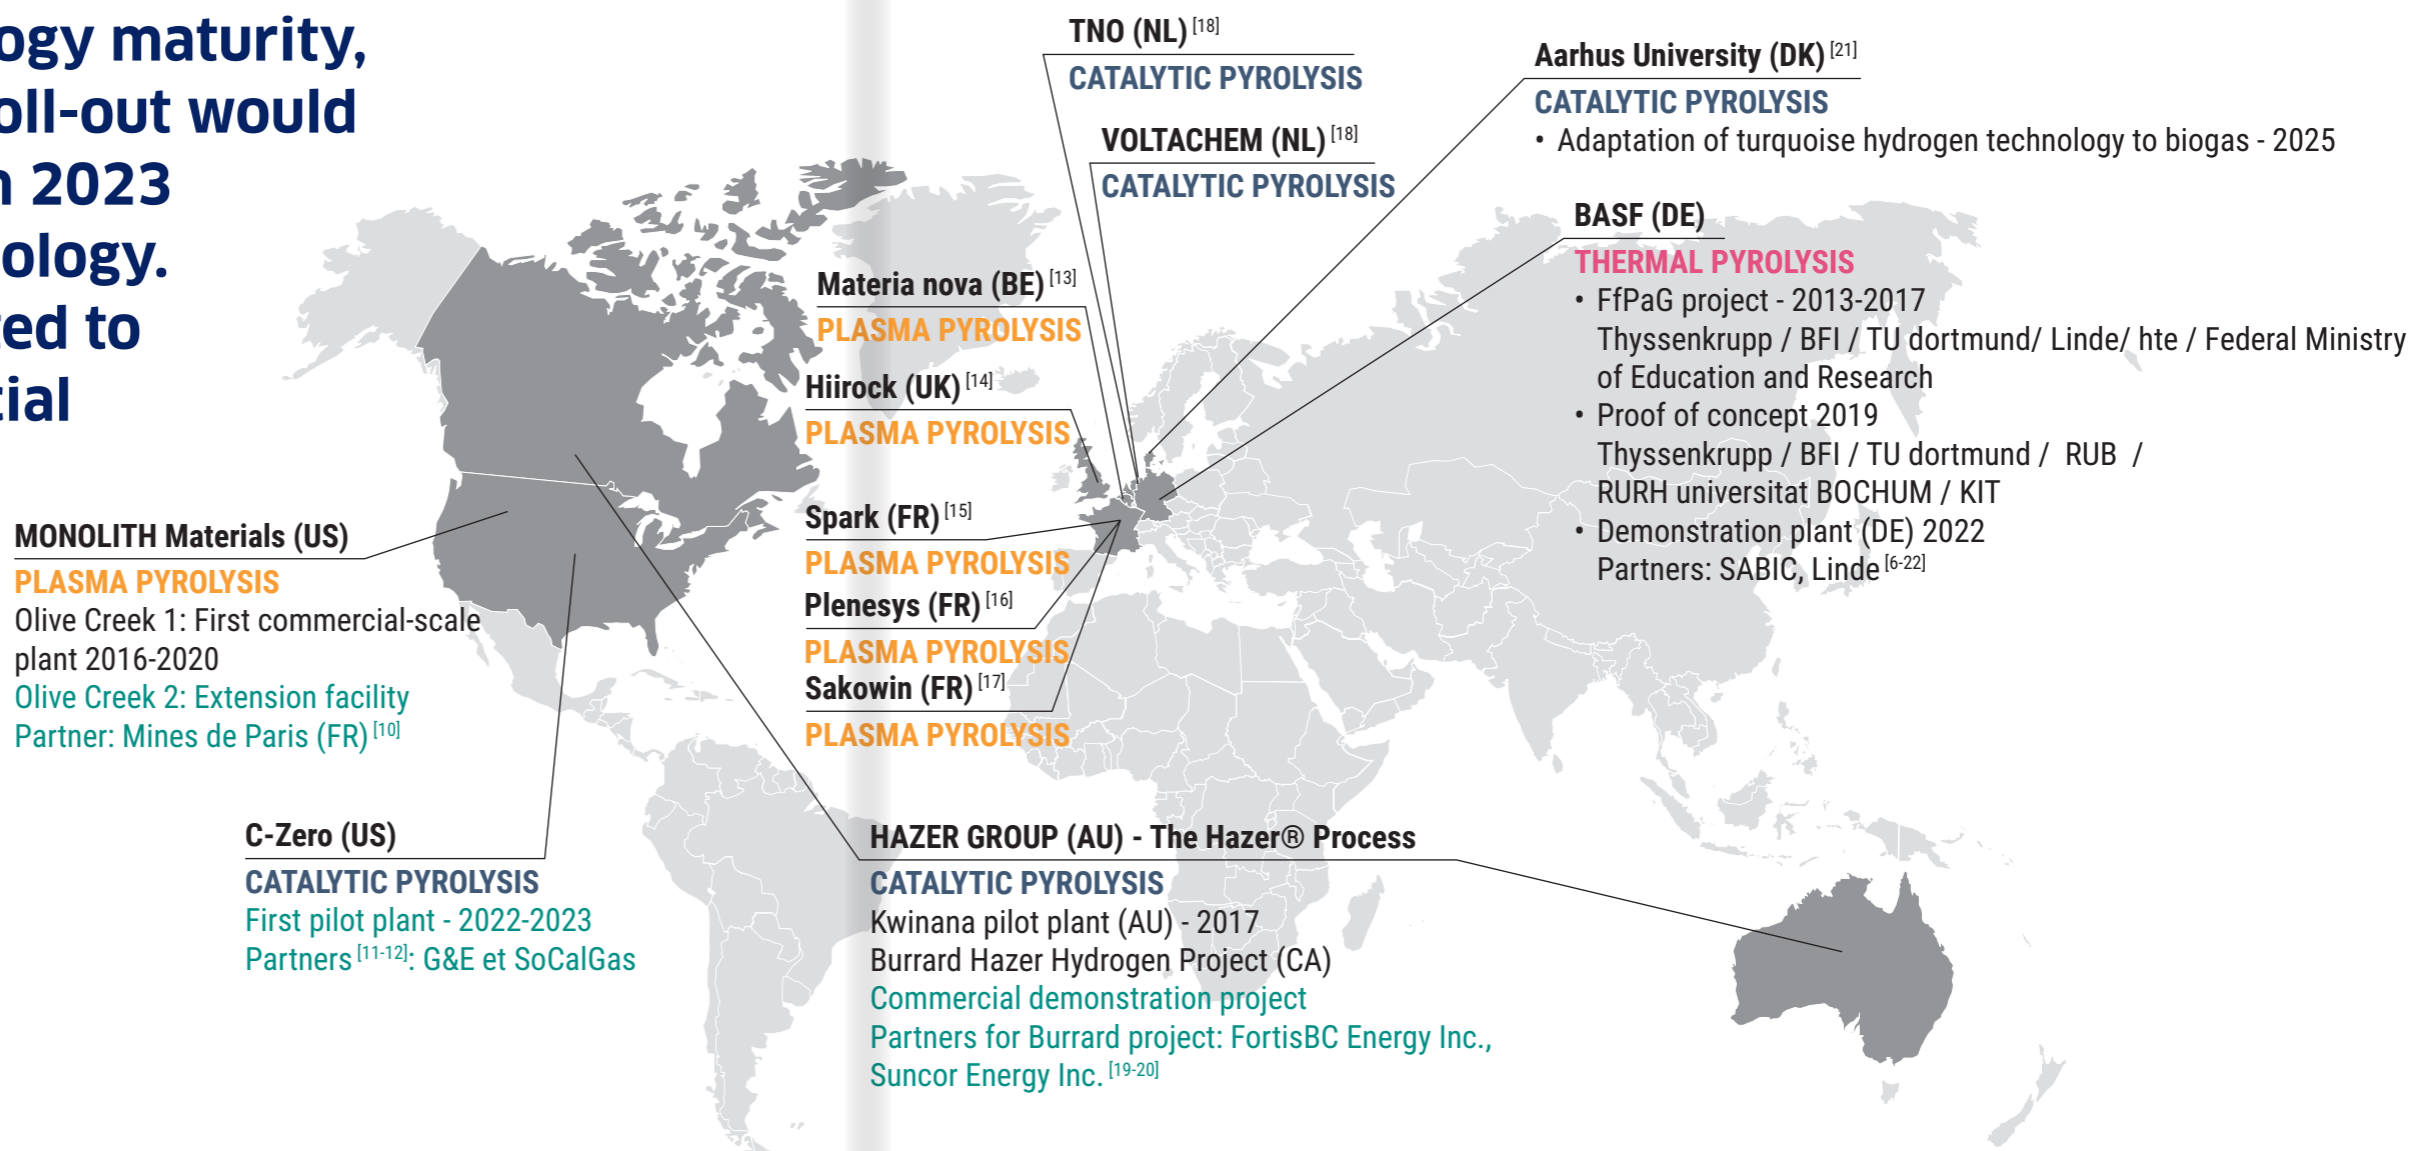 ogy maturity,
oll-out would
n 2023
ology.
ted to
tial
TNO (NL) [18]
CATALYTIC PYROLYSIS
VOLTACHEM (NL) [18]
CATALYTIC PYROLYSIS
Aarhus University (DK) [21]
CATALYTIC PYROLYSIS
• Adaptation of turquoise hydrogen technology to biogas - 2025
BASF (DE)
THERMAL PYROLYSIS
• FfPaG project - 2013-2017
Thyssenkrupp / BFI / TU dortmund/ Linde/ hte / Federal Ministry
of Education and Research
• Proof of concept 2019
Thyssenkrupp / BFI / TU dortmund / RUB /
RURH universitat BOCHUM / KIT
• Demonstration plant (DE) 2022
Partners: SABIC, Linde [6-22]
Materia nova (BE) [13]
PLASMA PYROLYSIS
Hiirock (UK) [14]
PLASMA PYROLYSIS
Spark (FR) [15]
PLASMA PYROLYSIS
Plenesys (FR) [16]
PLASMA PYROLYSIS
Sakowin (FR) [17]
PLASMA PYROLYSIS
MONOLITH Materials (US)
PLASMA PYROLYSIS
Olive Creek 1: First commercial-scale
plant 2016-2020
Olive Creek 2: Extension facility
Partner: Mines de Paris (FR) [10]
C-Zero (US)
CATALYTIC PYROLYSIS
First pilot plant - 2022-2023
Partners [11-12]: G&E et SoCalGas
HAZER GROUP (AU) - The Hazer® Process
CATALYTIC PYROLYSIS
Kwinana pilot plant (AU) - 2017
Burrard Hazer Hydrogen Project (CA)
Commercial demonstration project
Partners for Burrard project: FortisBC Energy Inc.,
Suncor Energy Inc. [19-20]